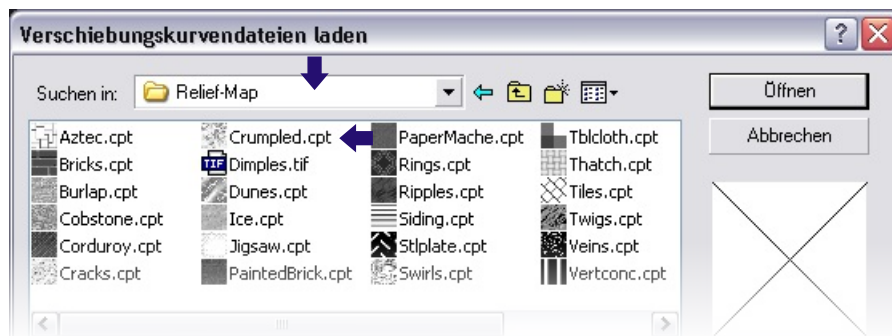 Verschiebungskurvendateien laden
Suchen in: Relief-Map
Öffnen
Abbrechen
Aztec.cpt Crumpled.cpt PaperMache.cpt Tblcloth.cpt
Bricks.cpt TIF Dimples.tif Rings.cpt Thatch.cpt
Burlap.cpt Dunes.cpt Ripples.cpt Tiles.cpt
Cobstone.cpt Ice.cpt Siding.cpt Twigs.cpt
Corduroy.cpt Jigsaw.cpt Stlplate.cpt Veins.cpt
Cracks.cpt PaintedBrick.cpt Swirls.cpt Vertconc.cpt